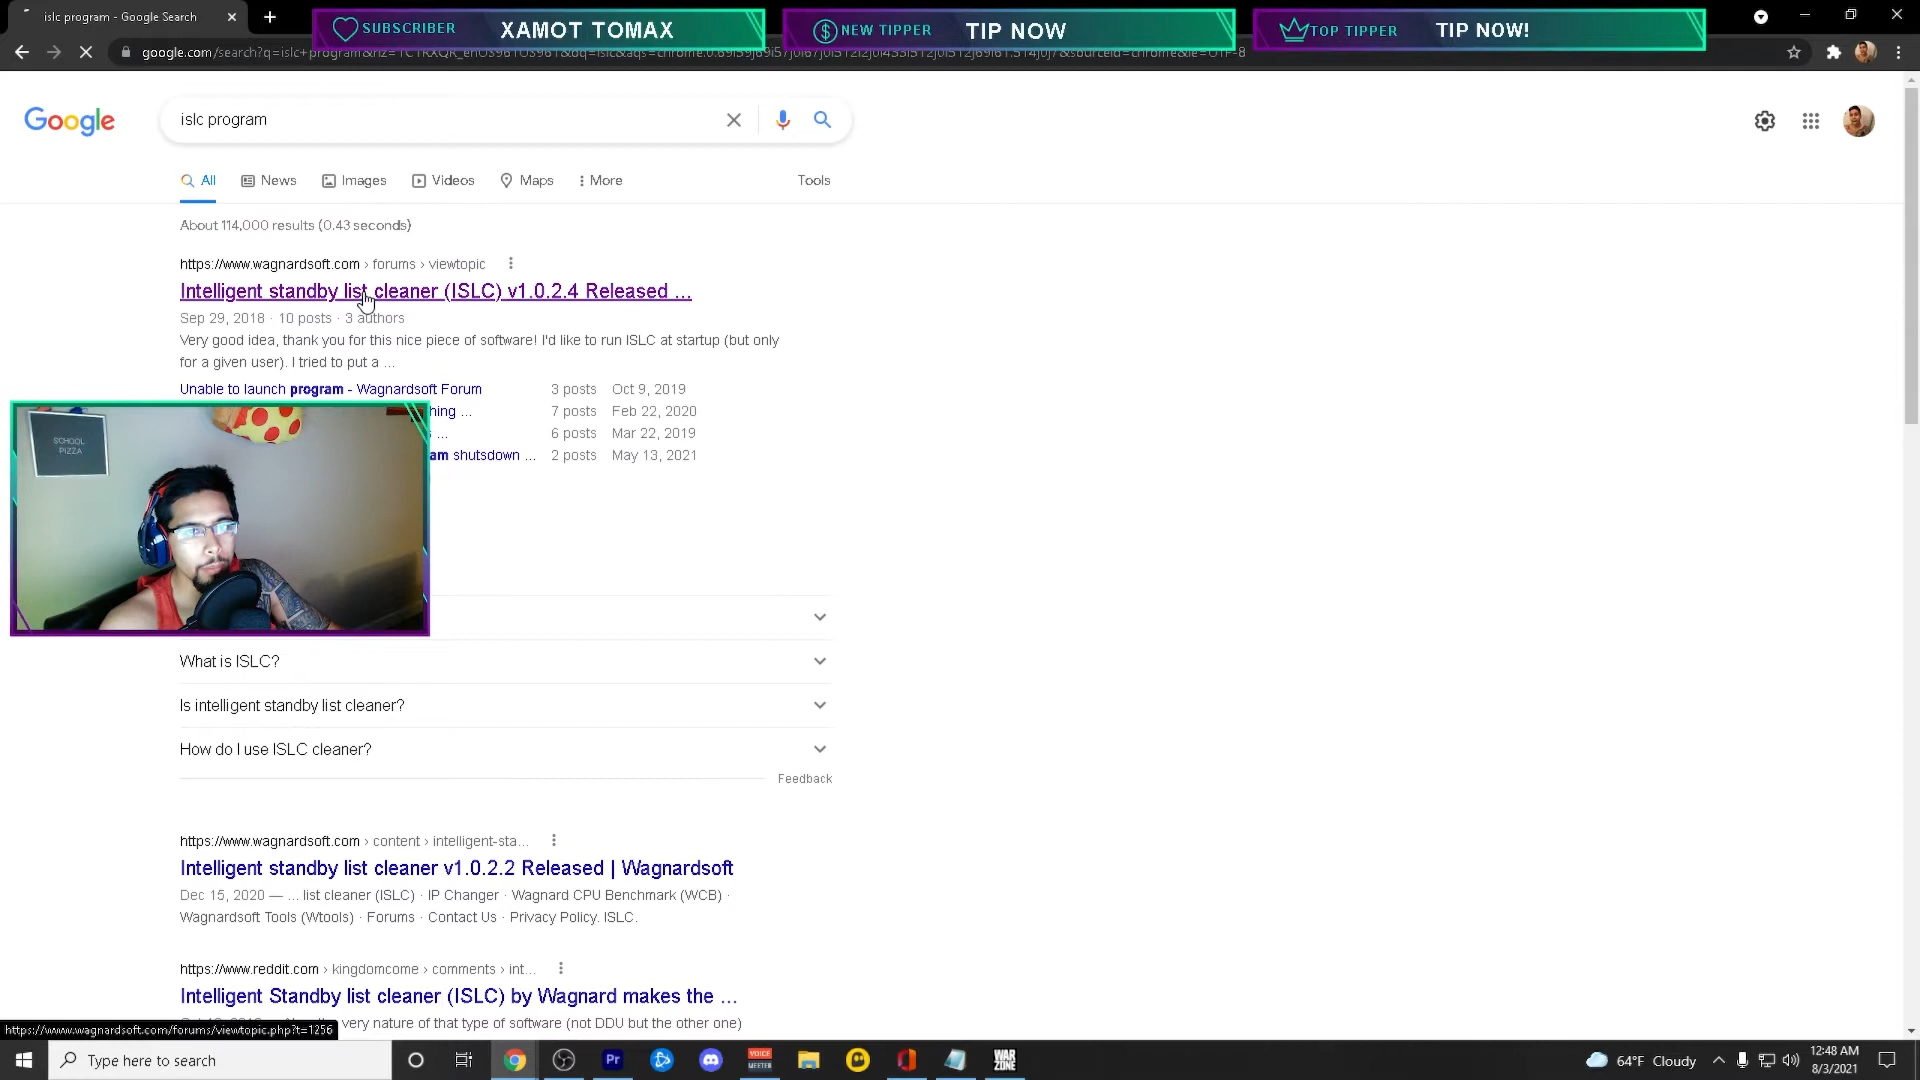 islc program - Google Search
SUBSCRIBER XAMOT TOMAX
NEW TIPPER TIP NOW
TOP TIPPER TIP NOW!
Google
islc program
All News Images Videos Maps More Tools
About 114,000 results (0.43 seconds)
https://www.wagnardsoft.com › forums › viewtopic
Intelligent standby list cleaner (ISLC) v1.0.2.4 Released ...
Sep 29, 2018 · 10 posts · 3 authors
Very good idea, thank you for this nice piece of software! I'd like to run ISLC at startup (but only
for a given user). I tried to put a ...
Unable to launch program - Wagnardsoft Forum 3 posts Oct 9, 2019
hing ... 7 posts Feb 22, 2020
... 6 posts Mar 22, 2019
am shutsdown ... 2 posts May 13, 2021
SCHOOL
PIZZA
What is ISLC?
Is intelligent standby list cleaner?
How do I use ISLC cleaner?
Feedback
https://www.wagnardsoft.com › content › intelligent-sta...
Intelligent standby list cleaner v1.0.2.2 Released | Wagnardsoft
Dec 15, 2020 — ... list cleaner (ISLC) · IP Changer · Wagnard CPU Benchmark (WCB) ·
Wagnardsoft Tools (Wtools) · Forums · Contact Us · Privacy Policy. ISLC.
https://www.reddit.com › kingdomcome › comments › int...
Intelligent Standby list cleaner (ISLC) by Wagnard makes the ...
very nature of that type of software (not DDU but the other one)
https://www.wagnardsoft.com/forums/viewtopic.php?t=1256
Type here to search
Pr
VOICE
MEETER
WAR
ZONE
64°F Cloudy
12:48 AM
8/3/2021